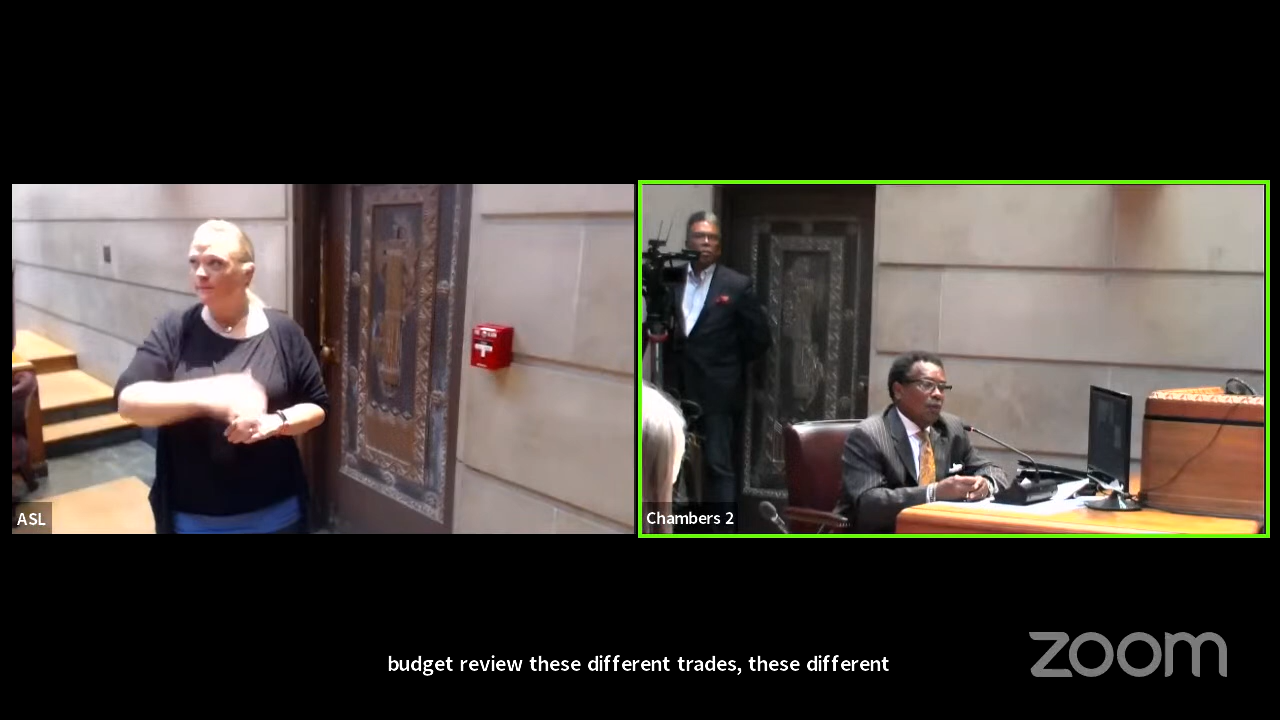 ASL
Chambers 2
budget review these different trades, these different
zoom